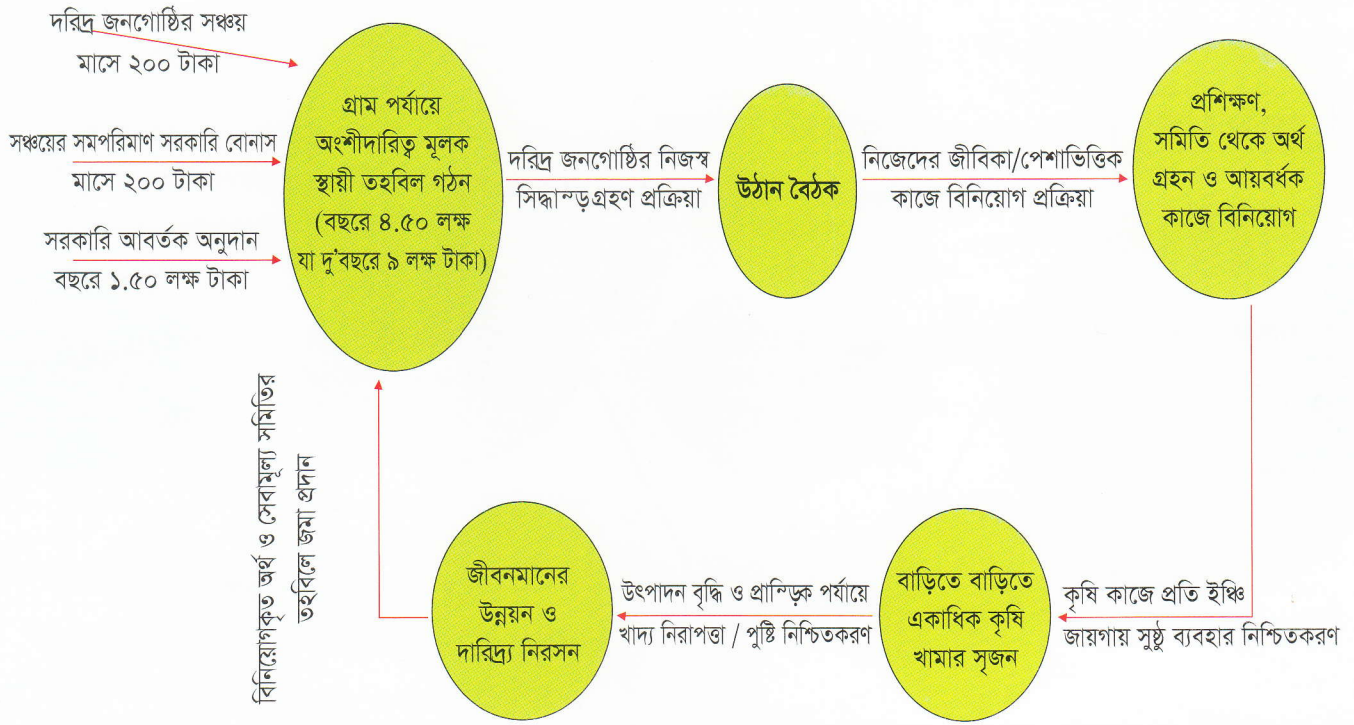 দরিদ্র জনগোষ্ঠির সঞ্চয়
মাসে ২০০ টাকা
সঞ্চয়ের সমপরিমাণ সরকারি বোনাস
মাসে ২০০ টাকা
সরকারি আবর্তক অনুদান
বছরে ১.৫০ লক্ষ টাকা
গ্রাম পর্যায়ে
অংশীদারিত্ব মূলক
স্থায়ী তহবিল গঠন
(বছরে ৪.৫০ লক্ষ
যা দু'বছরে ৯ লক্ষ টাকা)
দরিদ্র জনগোষ্ঠির নিজস্ব
সিদ্ধান্ড়গ্রহণ প্রক্রিয়া
উঠান বৈঠক
নিজেদের জীবিকা/পেশাভিত্তিক
কাজে বিনিয়োগ প্রক্রিয়া
প্রশিক্ষণ,
সমিতি থেকে অর্থ
গ্রহন ও আয়বর্ধক
কাজে বিনিয়োগ
কৃষি কাজে প্রতি ইঞ্চি
জায়গায় সুষ্ঠু ব্যবহার নিশ্চিতকরণ
বাড়িতে বাড়িতে
একাধিক কৃষি
খামার সৃজন
উৎপাদন বৃদ্ধি ও প্রান্ড়িক পর্যায়ে
খাদ্য নিরাপত্তা / পুষ্টি নিশ্চিতকরণ
জীবনমানের
উন্নয়ন ও
দারিদ্র্য নিরসন
বিনিয়োগকৃত অর্থ ও সেবামূল্য সমিতির
তহবিলে জমা প্রদান